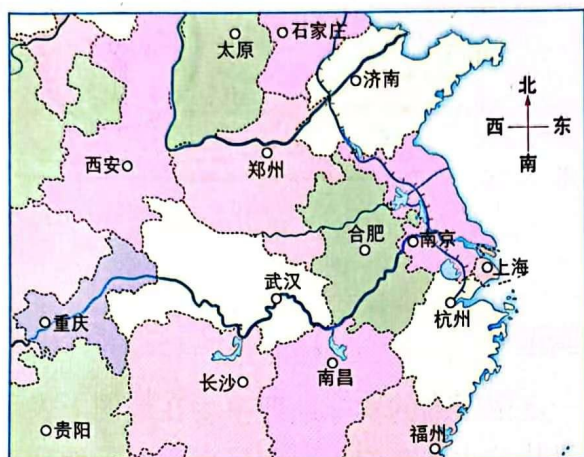 太原
石家庄
济南
北
西 东
南
西安
郑州
合肥
南京
上海
武汉
杭州
重庆
长沙
南昌
贵阳
福州